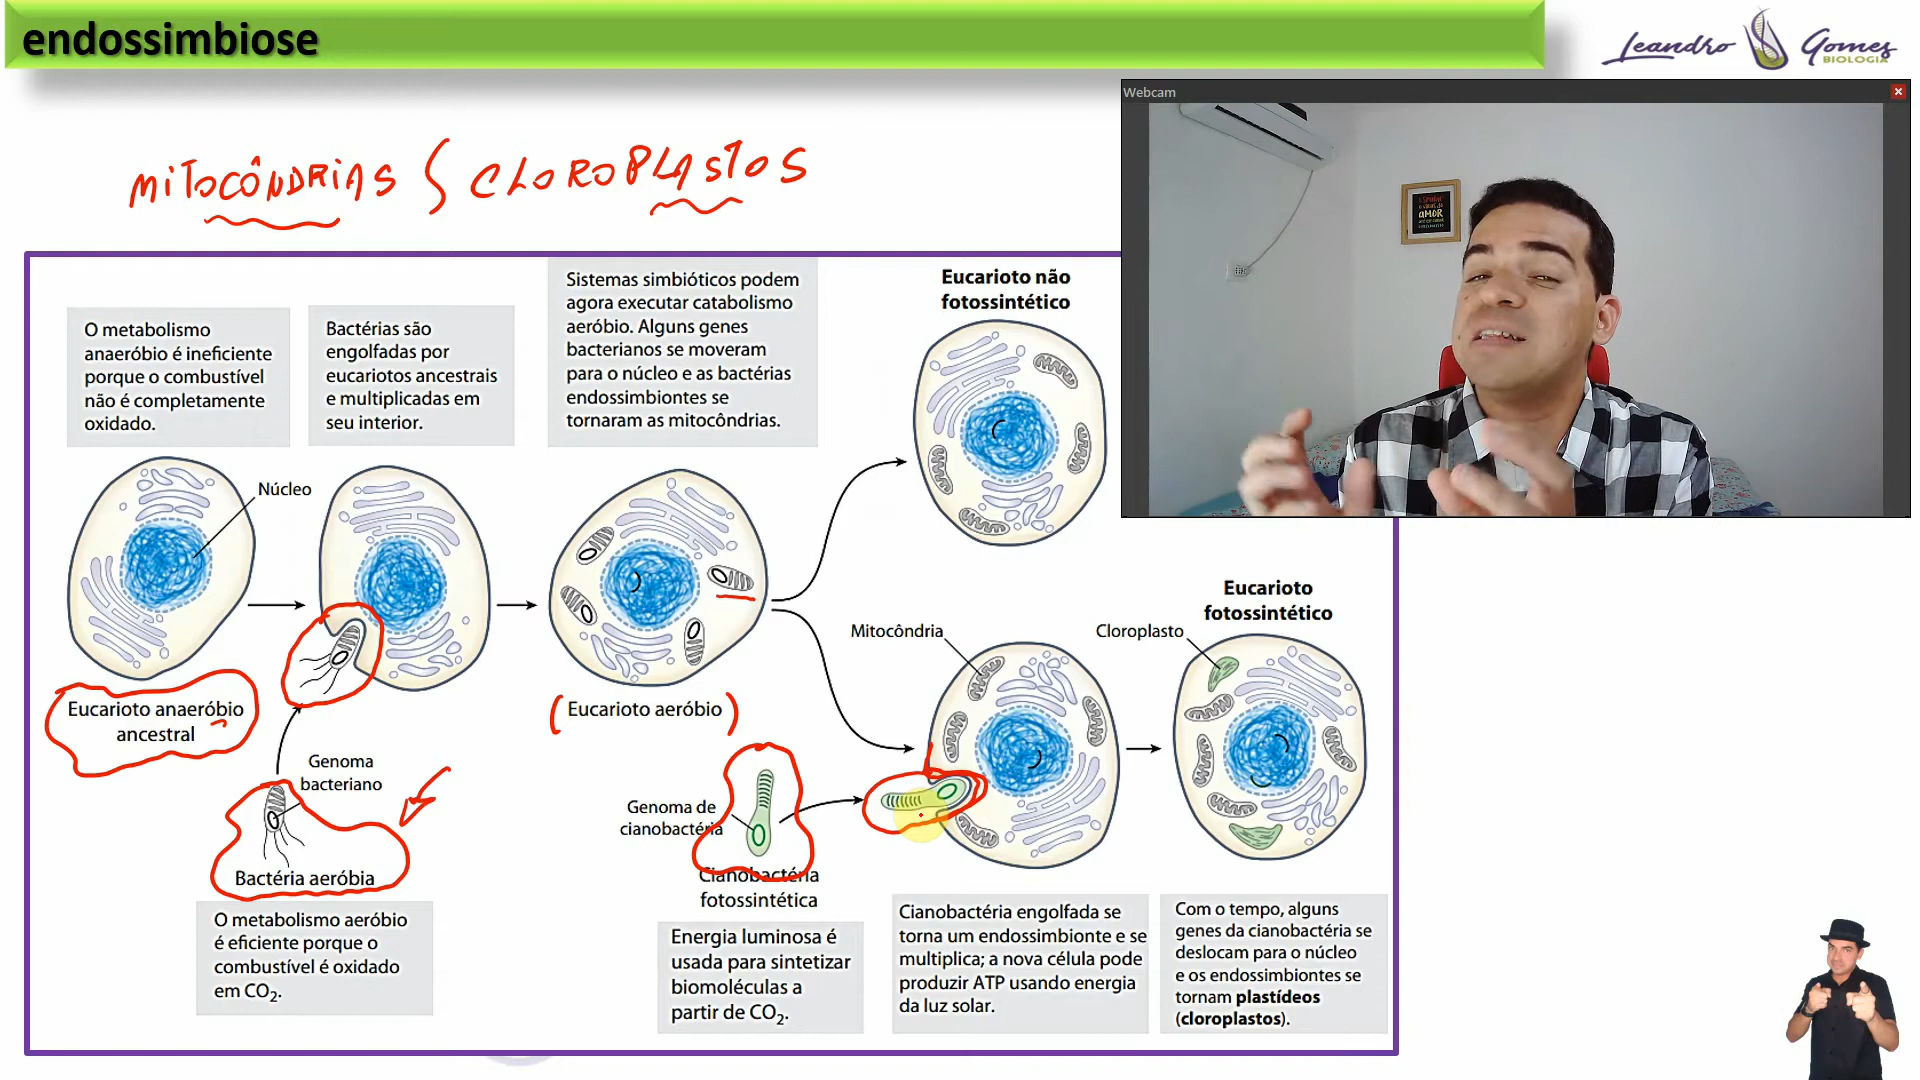 endossimbiose
Leandro Gomes
BIOLOGIA
Webcam
MITOCÔNDRIAS
CLOROPLASTOS
AMOR
O metabolismo
anaeróbio é ineficiente
porque o combustível
não é completamente
oxidado.
Bactérias são
engolfadas por
eucariotos ancestrais
e multiplicadas em
seu interior.
Sistemas simbióticos podem
agora executar catabolismo
aeróbio. Alguns genes
bacterianos se moveram
para o núcleo e as bactérias
endossimbiontes se
tornaram as mitocôndrias.
Eucarioto não
fotossintético
Núcleo
Eucarioto
fotossintético
Mitocôndria
Cloroplasto
Eucarioto anaeróbio
ancestral
Eucarioto aeróbio
Genoma
bacteriano
Bactéria aeróbia
Genoma de
cianobactéria
Cianobactéria
fotossintética
O metabolismo aeróbio
é eficiente porque o
combustível é oxidado
em CO₂.
Energia luminosa é
usada para sintetizar
biomoléculas a
partir de CO₂.
Cianobactéria engolfada se
torna um endossimbionte e se
multiplica; a nova célula pode
produzir ATP usando energia
da luz solar.
Com o tempo, alguns
genes da cianobactéria se
deslocam para o núcleo
e os endossimbiontes se
tornam plastídeos
(cloroplastos).